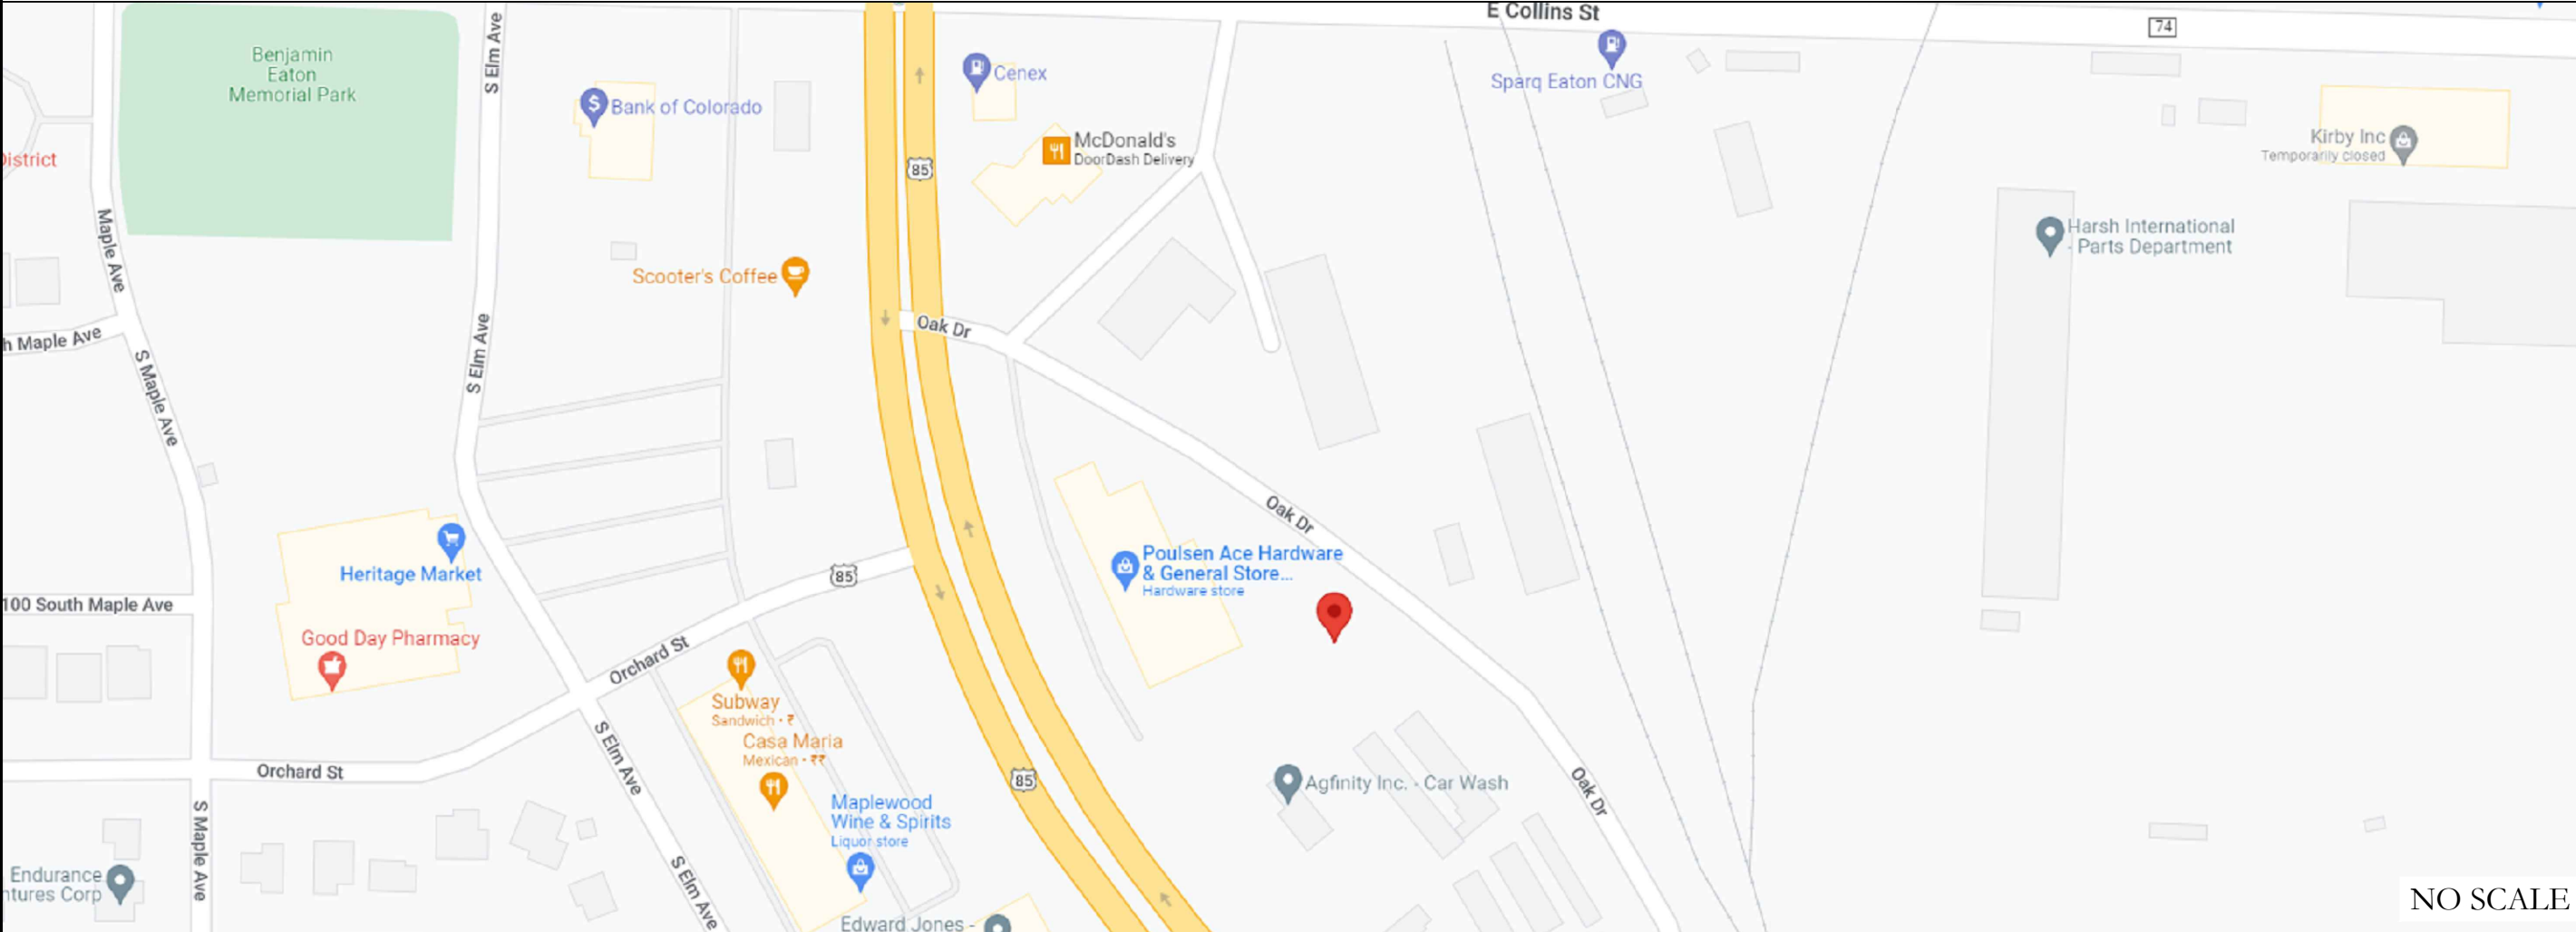 E Collins St
74
Benjamin
Eaton
Memorial Park
S Elm Ave
Bank of Colorado
Cenex
McDonald's
DoorDash Delivery
85
Sparq Eaton CNG
Kirby Inc
Temporarily closed
District
Maple Ave
Harsh International
- Parts Department
Scooter's Coffee
Oak Dr
h Maple Ave
S Maple Ave
S Elm Ave
Oak Dr
Heritage Market
85
Poulsen Ace Hardware
& General Store...
Hardware store
100 South Maple Ave
Good Day Pharmacy
Orchard St
Subway
Sandwich · ₹
Casa Maria
Mexican · ₹₹
S Elm Ave
Orchard St
85
Agfinity Inc. - Car Wash
Oak Dr
Maplewood
Wine & Spirits
Liquor store
S Maple Ave
S Elm Ave
Endurance
ntures Corp
Edward Jones -
NO SCALE